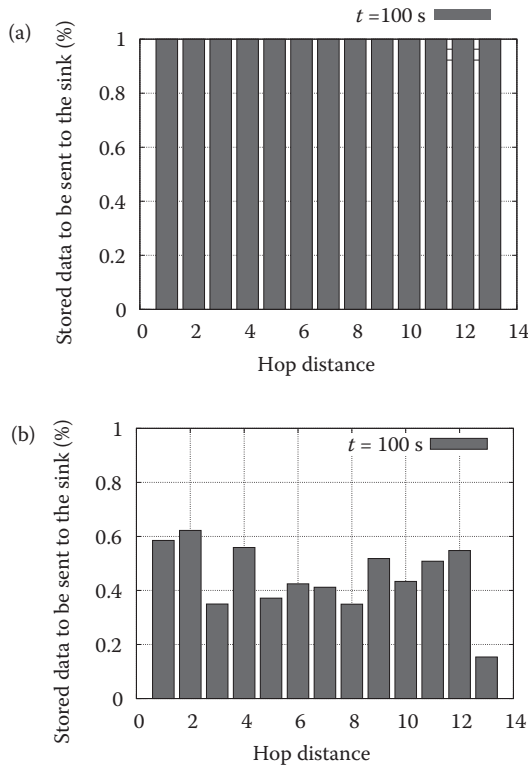 (a)
t =100 s
Stored data to be sent to the sink (%)
1
0.8
0.6
0.4
0.2
0
0 2 4 6 8 10 12 14
Hop distance
(b)
t = 100 s
Stored data to be sent to the sink (%)
1
0.8
0.6
0.4
0.2
0
0 2 4 6 8 10 12 14
Hop distance